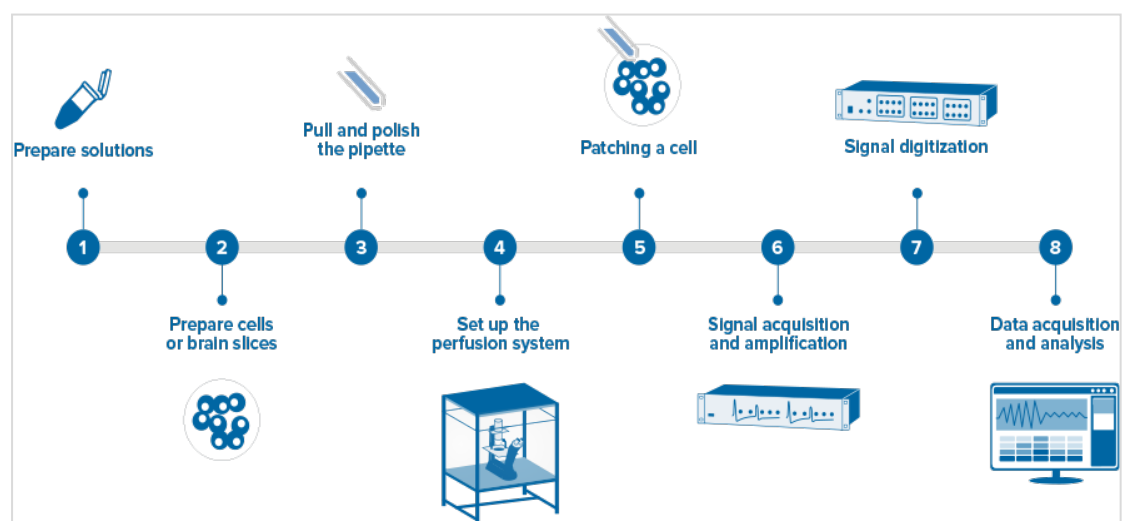 Prepare solutions
Pull and polish
the pipette
Patching a cell
Signal digitization
1
2
3
4
5
6
7
8
Prepare cells
or brain slices
Set up the
perfusion system
Signal acquisition
and amplification
Data acquisition
and analysis